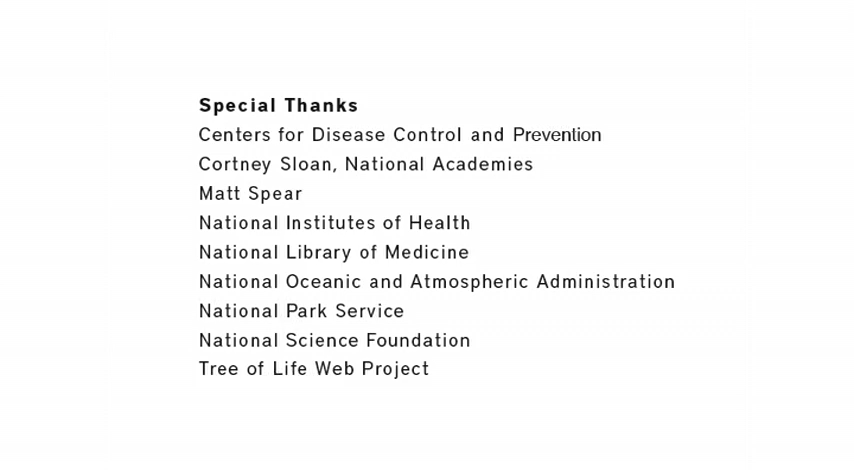 Special Thanks
Centers for Disease Control and Prevention
Cortney Sloan, National Academies
Matt Spear
National Institutes of Health
National Library of Medicine
National Oceanic and Atmospheric Administration
National Park Service
National Science Foundation
Tree of Life Web Project